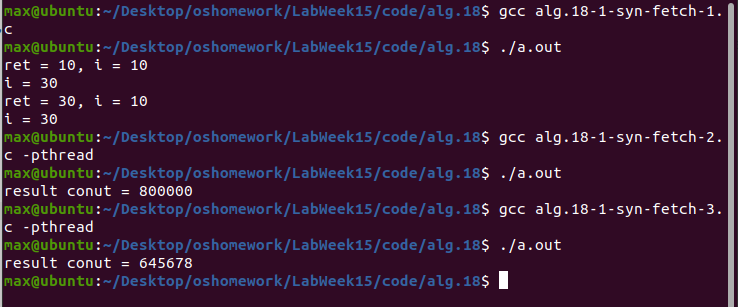 max@ubuntu:~/Desktop/oshomework/LabWeek15/code/alg.18$ gcc alg.18-1-syn-fetch-1.
c
max@ubuntu:~/Desktop/oshomework/LabWeek15/code/alg.18$ ./a.out
ret = 10, i = 10
i = 30
ret = 30, i = 10
i = 30
max@ubuntu:~/Desktop/oshomework/LabWeek15/code/alg.18$ gcc alg.18-1-syn-fetch-2.
c -pthread
max@ubuntu:~/Desktop/oshomework/LabWeek15/code/alg.18$ ./a.out
result conut = 800000
max@ubuntu:~/Desktop/oshomework/LabWeek15/code/alg.18$ gcc alg.18-1-syn-fetch-3.
c -pthread
max@ubuntu:~/Desktop/oshomework/LabWeek15/code/alg.18$ ./a.out
result conut = 645678
max@ubuntu:~/Desktop/oshomework/LabWeek15/code/alg.18$